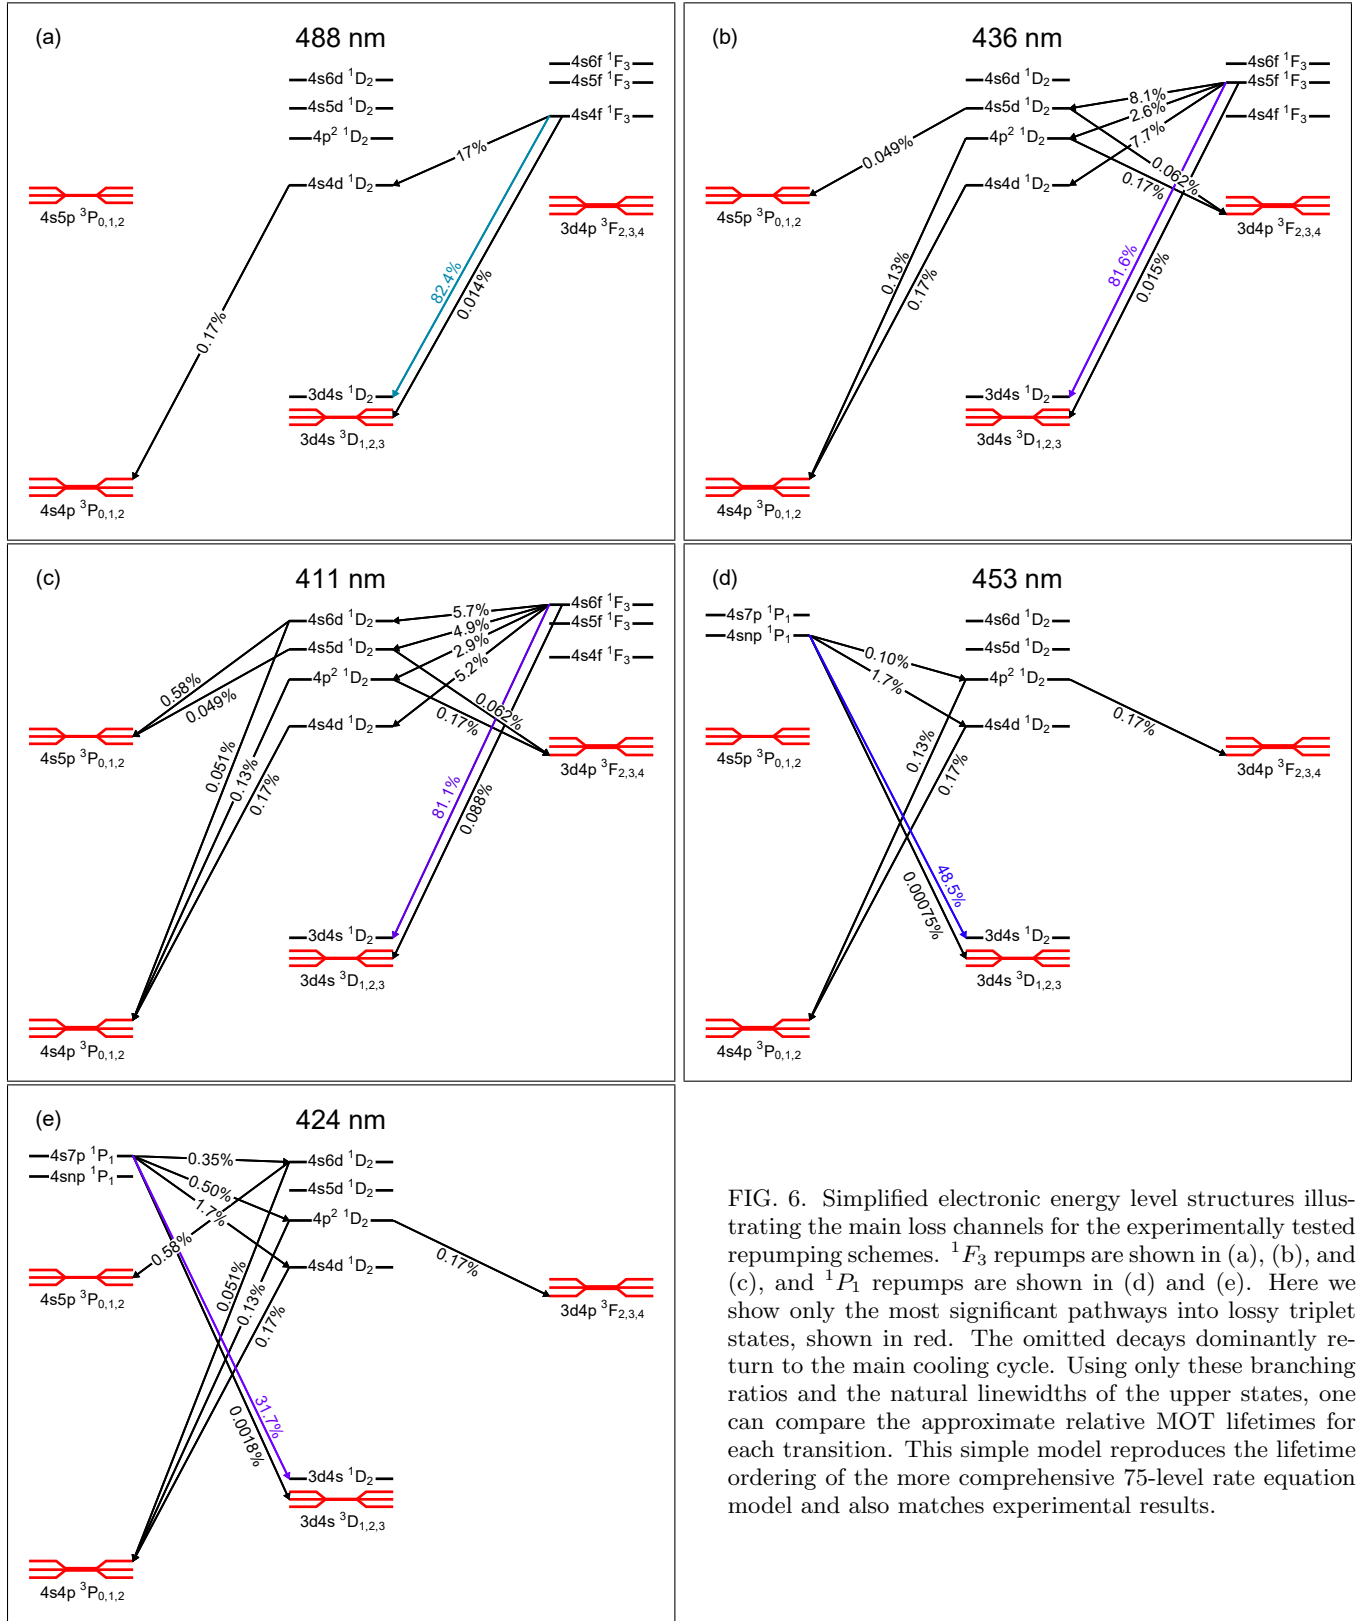 (a)
488 nm
4s6f ¹F₃
4s6d ¹D₂
4s5f ¹F₃
4s5d ¹D₂
4s4f ¹F₃
4p² ¹D₂
17%
4s4d ¹D₂
4s5p ³P₀,₁,₂
3d4p ³F₂,₃,₄
82.4%
0.014%
0.17%
3d4s ¹D₂
3d4s ³D₁,₂,₃
4s4p ³P₀,₁,₂
(b)
436 nm
4s6f ¹F₃
4s6d ¹D₂
4s5f ¹F₃
8.1%
4s5d ¹D₂
2.6%
4s4f ¹F₃
4p² ¹D₂
7.7%
0.049%
0.062%
0.17%
4s4d ¹D₂
4s5p ³P₀,₁,₂
3d4p ³F₂,₃,₄
0.13%
0.17%
81.6%
0.015%
3d4s ¹D₂
3d4s ³D₁,₂,₃
4s4p ³P₀,₁,₂
(c)
411 nm
4s6f ¹F₃
5.7%
4s6d ¹D₂
4s5f ¹F₃
4.9%
4s5d ¹D₂
2.9%
4s4f ¹F₃
5.2%
4p² ¹D₂
0.58%
0.049%
0.062%
0.17%
4s4d ¹D₂
4s5p ³P₀,₁,₂
3d4p ³F₂,₃,₄
0.051%
0.13%
0.17%
81.1%
0.088%
3d4s ¹D₂
3d4s ³D₁,₂,₃
4s4p ³P₀,₁,₂
(d)
453 nm
4s7p ¹P₁
4s6d ¹D₂
4snp ¹P₁
4s5d ¹D₂
0.10%
1.7%
4p² ¹D₂
0.17%
4s4d ¹D₂
4s5p ³P₀,₁,₂
3d4p ³F₂,₃,₄
0.13%
0.17%
48.5%
0.00075%
3d4s ¹D₂
3d4s ³D₁,₂,₃
4s4p ³P₀,₁,₂
(e)
424 nm
4s7p ¹P₁
0.35%
4s6d ¹D₂
4snp ¹P₁
0.50%
4s5d ¹D₂
1.7%
4p² ¹D₂
0.58%
0.17%
4s4d ¹D₂
4s5p ³P₀,₁,₂
3d4p ³F₂,₃,₄
0.051%
0.13%
0.17%
31.7%
0.0018%
3d4s ¹D₂
3d4s ³D₁,₂,₃
4s4p ³P₀,₁,₂
FIG. 6. Simplified electronic energy level structures illus-
trating the main loss channels for the experimentally tested
repumping schemes. ¹F₃ repumps are shown in (a), (b), and
(c), and ¹P₁ repumps are shown in (d) and (e). Here we
show only the most significant pathways into lossy triplet
states, shown in red. The omitted decays dominantly re-
turn to the main cooling cycle. Using only these branching
ratios and the natural linewidths of the upper states, one
can compare the approximate relative MOT lifetimes for
each transition. This simple model reproduces the lifetime
ordering of the more comprehensive 75-level rate equation
model and also matches experimental results.